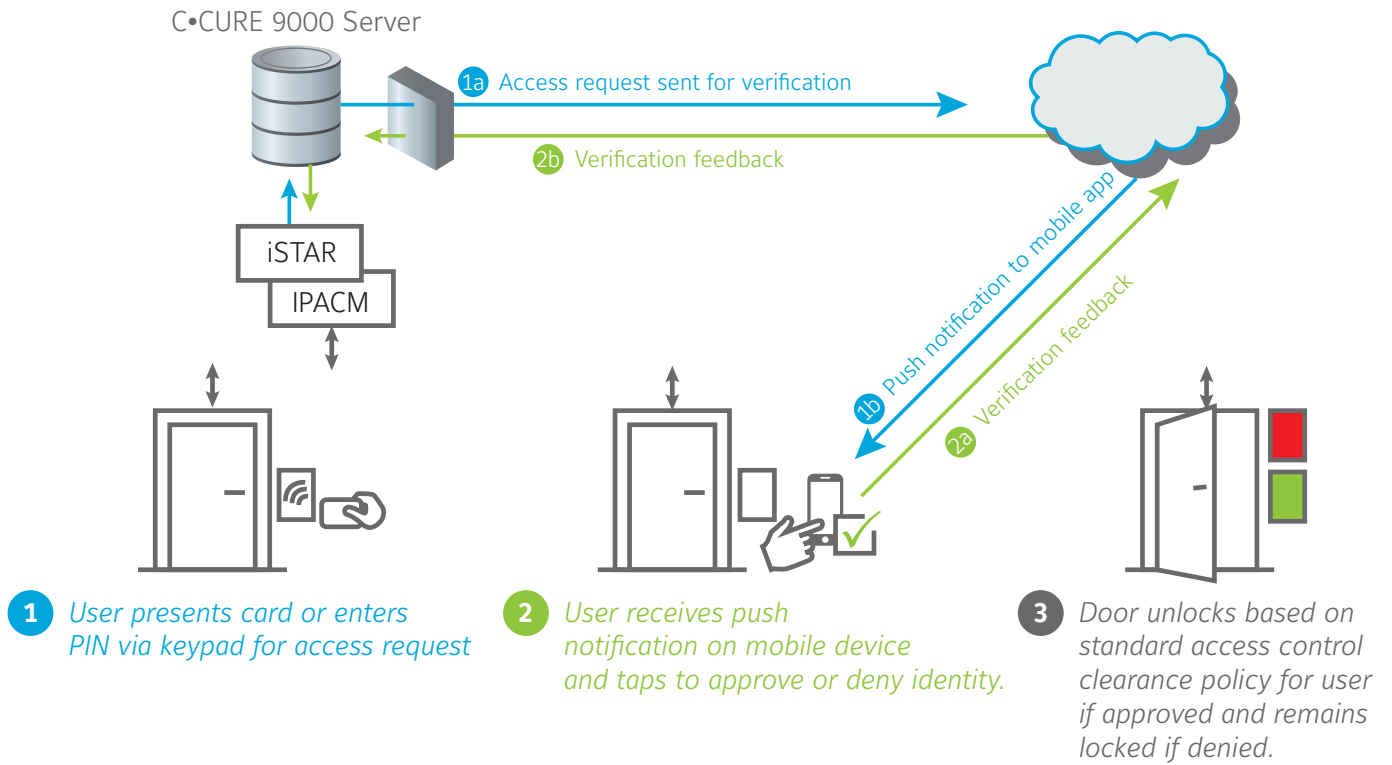 C•CURE 9000 Server
1a Access request sent for verification
2b Verification feedback
iSTAR
IPACM
1b Push notification to mobile app
2a Verification feedback
1 User presents card or enters
PIN via keypad for access request
2 User receives push
notification on mobile device
and taps to approve or deny identity.
3 Door unlocks based on
standard access control
clearance policy for user
if approved and remains
locked if denied.